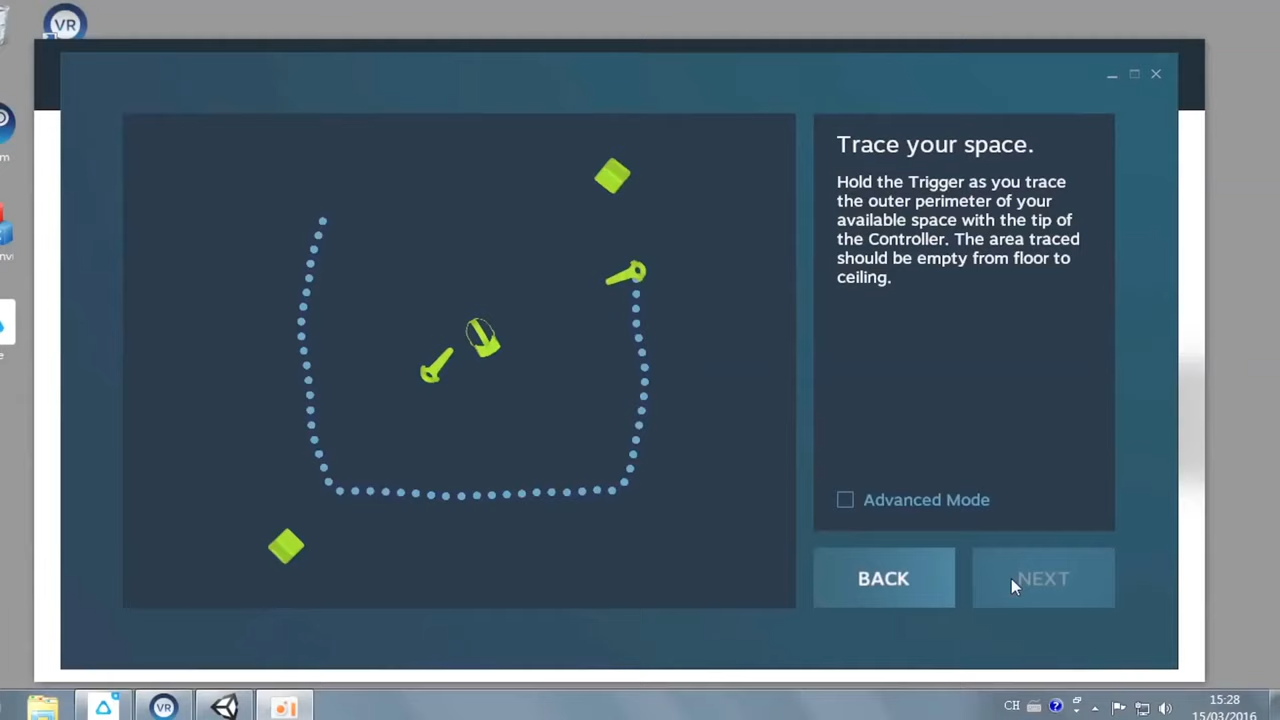 VR
m
nvi
e
Trace your space.
Hold the Trigger as you trace
the outer perimeter of your
available space with the tip of
the Controller. The area traced
should be empty from floor to
ceiling.
Advanced Mode
BACK
NEXT
VR
CH
15:28
15/03/2016